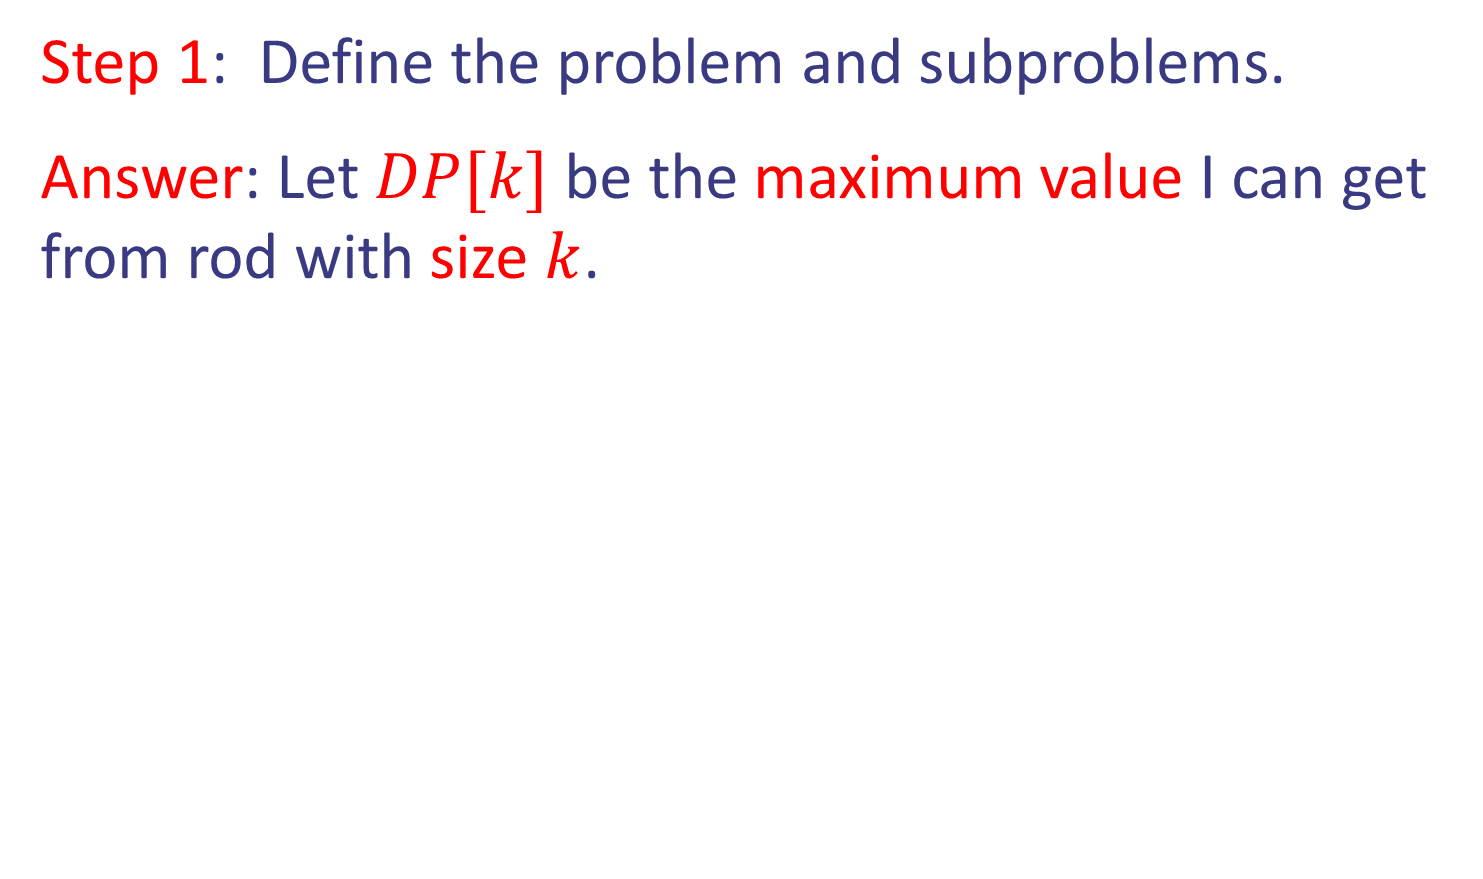 Step 1:  Define the problem and subproblems.
Answer: Let DP[k] be the maximum value I can get
from rod with size k.